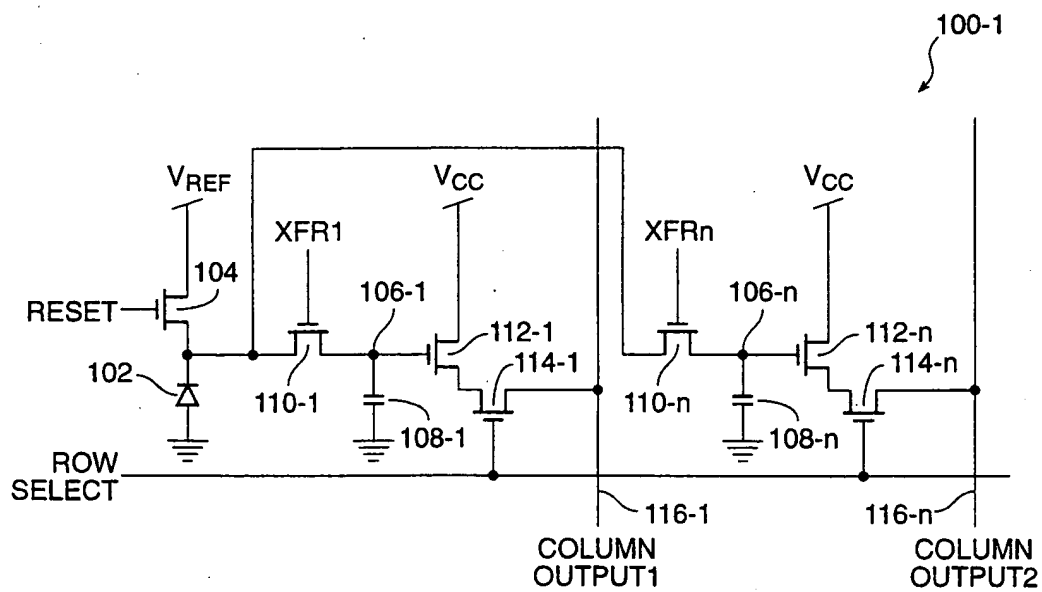 100-1
VREF
VCC
VCC
XFR1
XFRn
104
106-1
106-n
RESET
112-1
112-n
102
114-1
114-n
110-1
110-n
108-1
108-n
ROW
SELECT
116-1
116-n
COLUMN
OUTPUT1
COLUMN
OUTPUT2